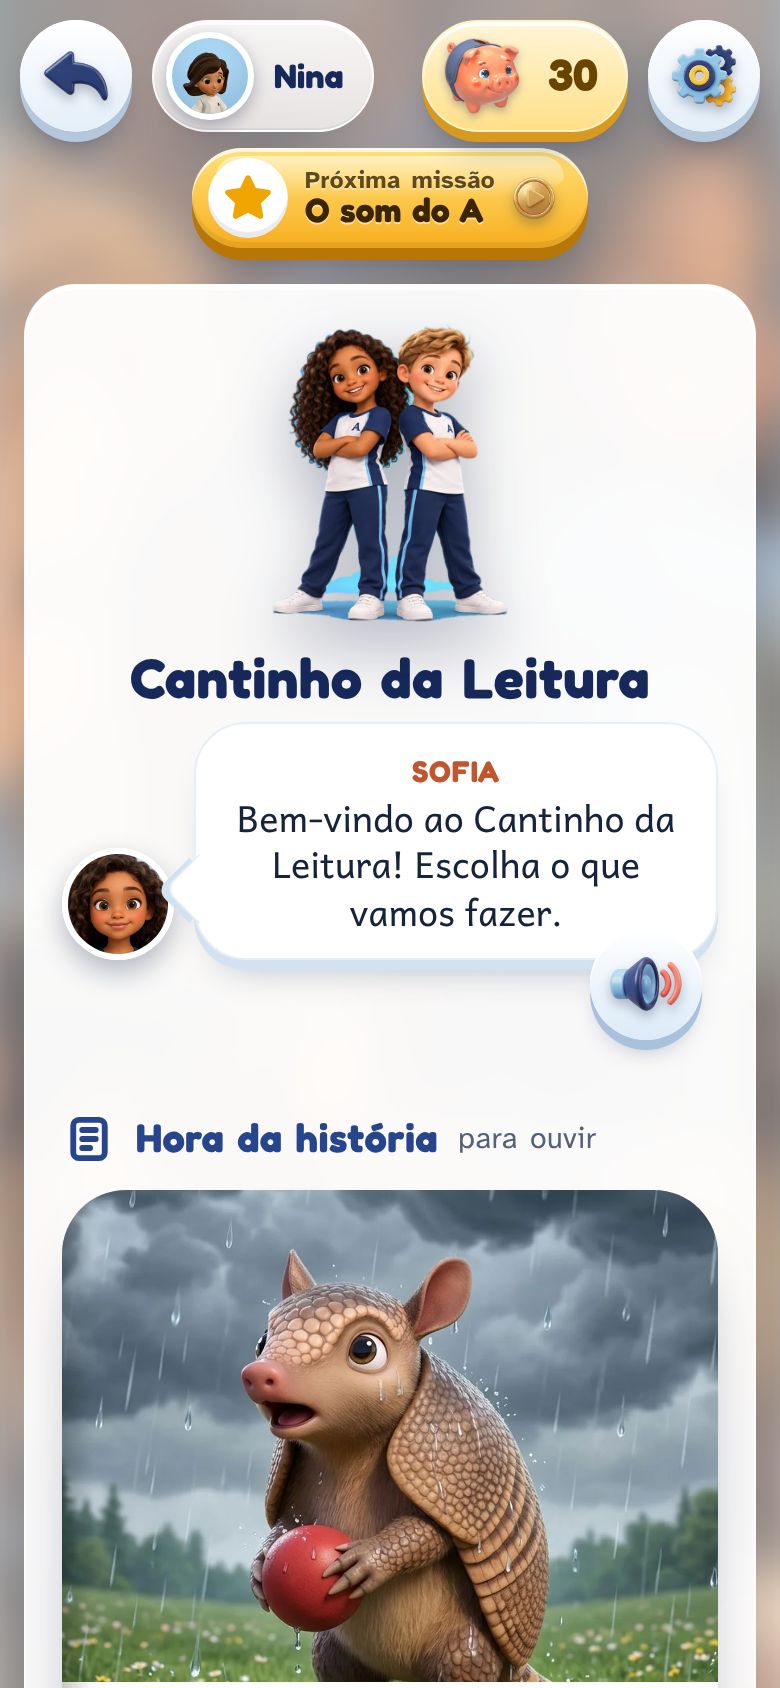 Nina
30
Próxima missão
O som do A
A
A
Cantinho da Leitura
SOFIA
Bem-vindo ao Cantinho da
Leitura! Escolha o que
vamos fazer.
Hora da história para ouvir